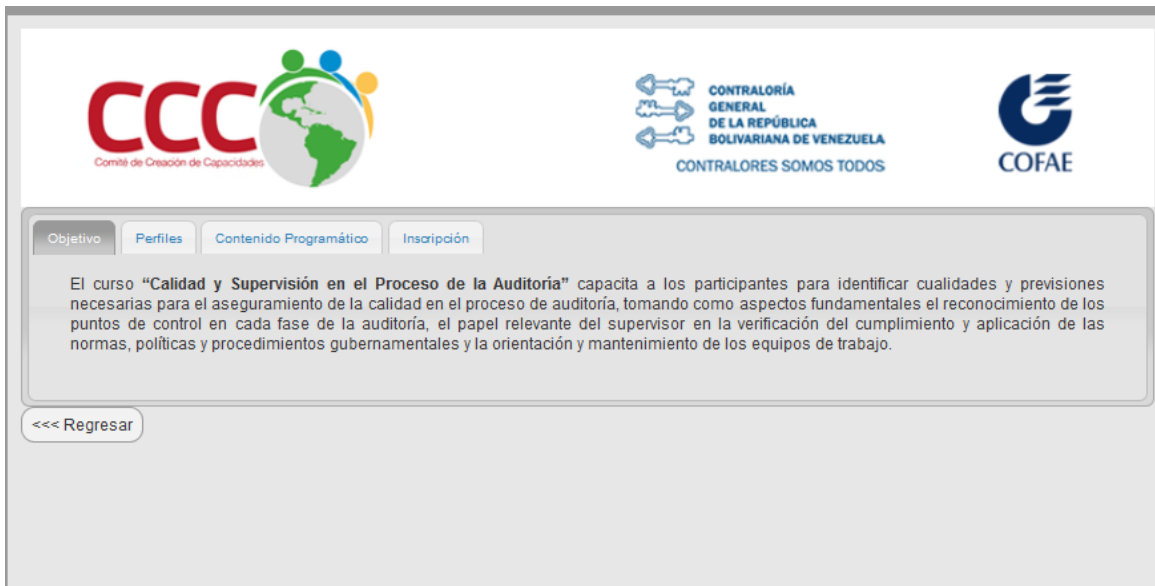 CCC
Comité de Creación de Capacidades
CONTRALORÍA
GENERAL
DE LA REPÚBLICA
BOLIVARIANA DE VENEZUELA
CONTRALORES SOMOS TODOS
COFAE
Objetivo Perfiles Contenido Programático Inscripción
El curso “Calidad y Supervisión en el Proceso de la Auditoría” capacita a los participantes para identificar cualidades y previsiones
necesarias para el aseguramiento de la calidad en el proceso de auditoría, tomando como aspectos fundamentales el reconocimiento de los
puntos de control en cada fase de la auditoría, el papel relevante del supervisor en la verificación del cumplimiento y aplicación de las
normas, políticas y procedimientos gubernamentales y la orientación y mantenimiento de los equipos de trabajo.
<<< Regresar